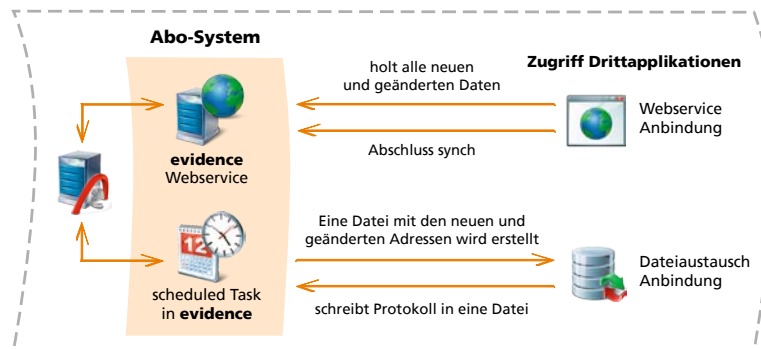 Abo-System
Zugriff Drittapplikationen
holt alle neuen
und geänderten Daten
Abschluss synch
Webservice
Anbindung
evidence
Webservice
12
Eine Datei mit den neuen und
geänderten Adressen wird erstellt
schreibt Protokoll in eine Datei
Dateiaustausch
Anbindung
scheduled Task
in evidence